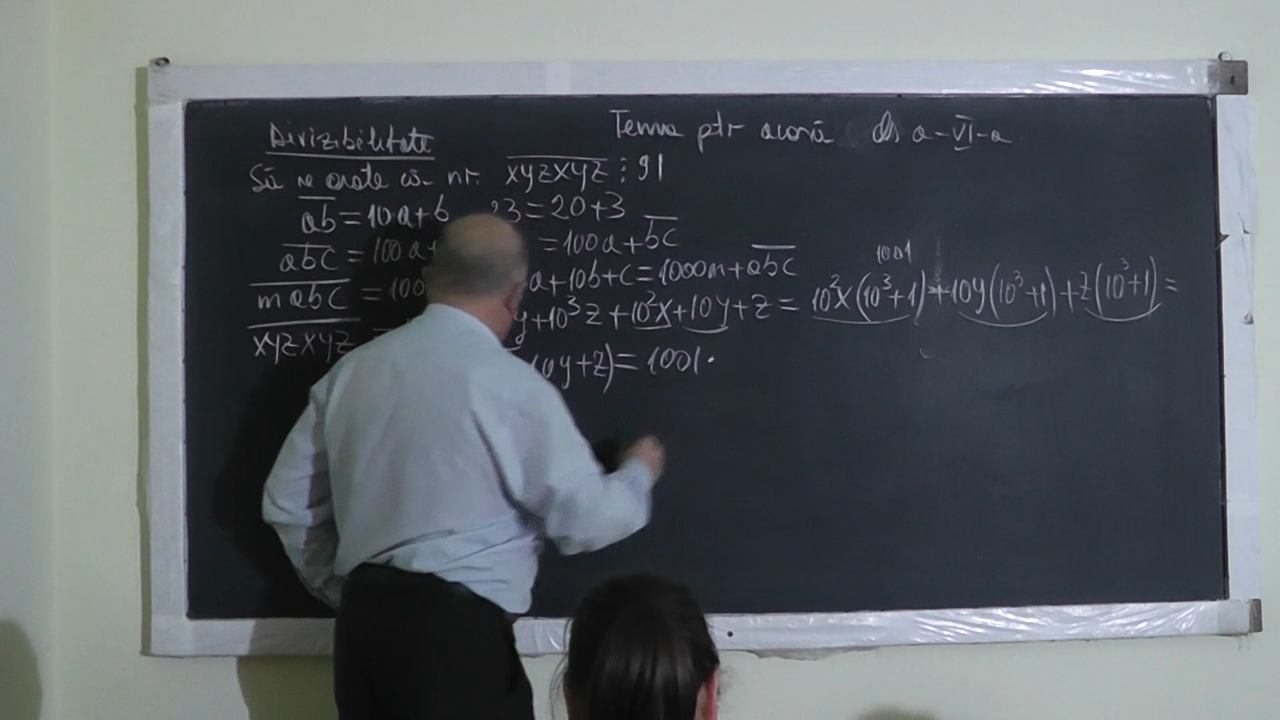 Divizibilitate
Tema ptr acasă cls a-VI-a
Să se arate că nr. xyzxyz ⋮ 91
ab = 10a+b 23 = 20+3
abc = 100a+ = 100a+bc
mabc = 100 a+10b+c = 1000m+abc
1001
xyzxyz = y+10³z+10²x+10y+z = 10²x(10³+1)+10y(10³+1)+z(10³+1) =
10y+z) = 1001·